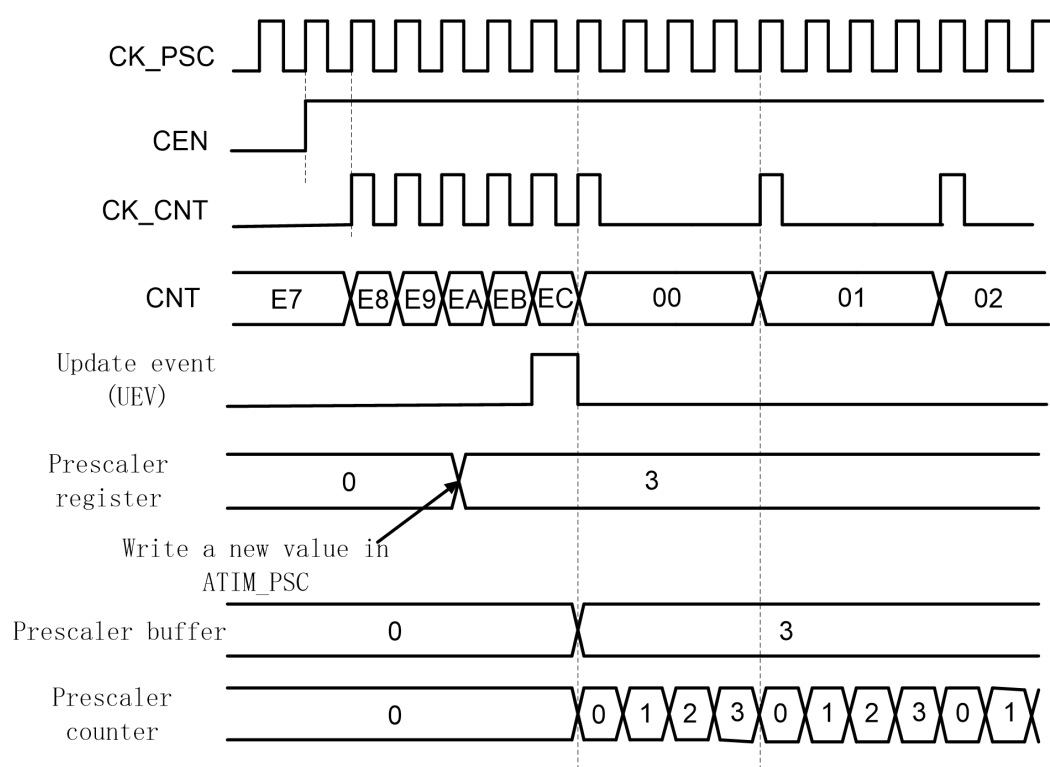 CK_PSC
CEN
CK_CNT
CNT
E7 E8 E9 EA EB EC 00 01 02
Update event
(UEV)
Prescaler
register
0 3
Write a new value in
ATIM_PSC
Prescaler buffer
0 3
Prescaler
counter
0 0 1 2 3 0 1 2 3 0 1